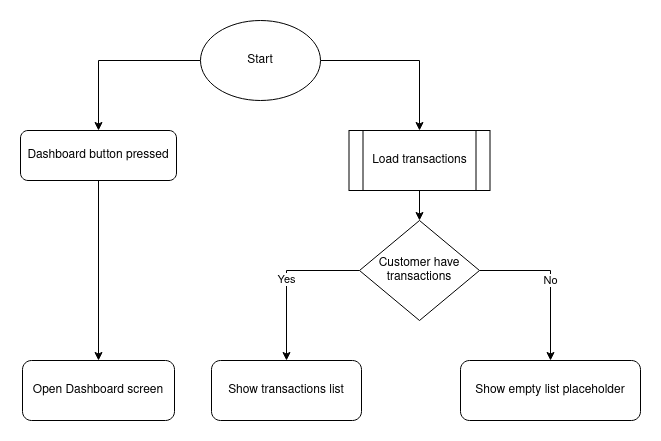 Start
Dashboard button pressed
Load transactions
Customer have
transactions
Yes
No
Open Dashboard screen
Show transactions list
Show empty list placeholder